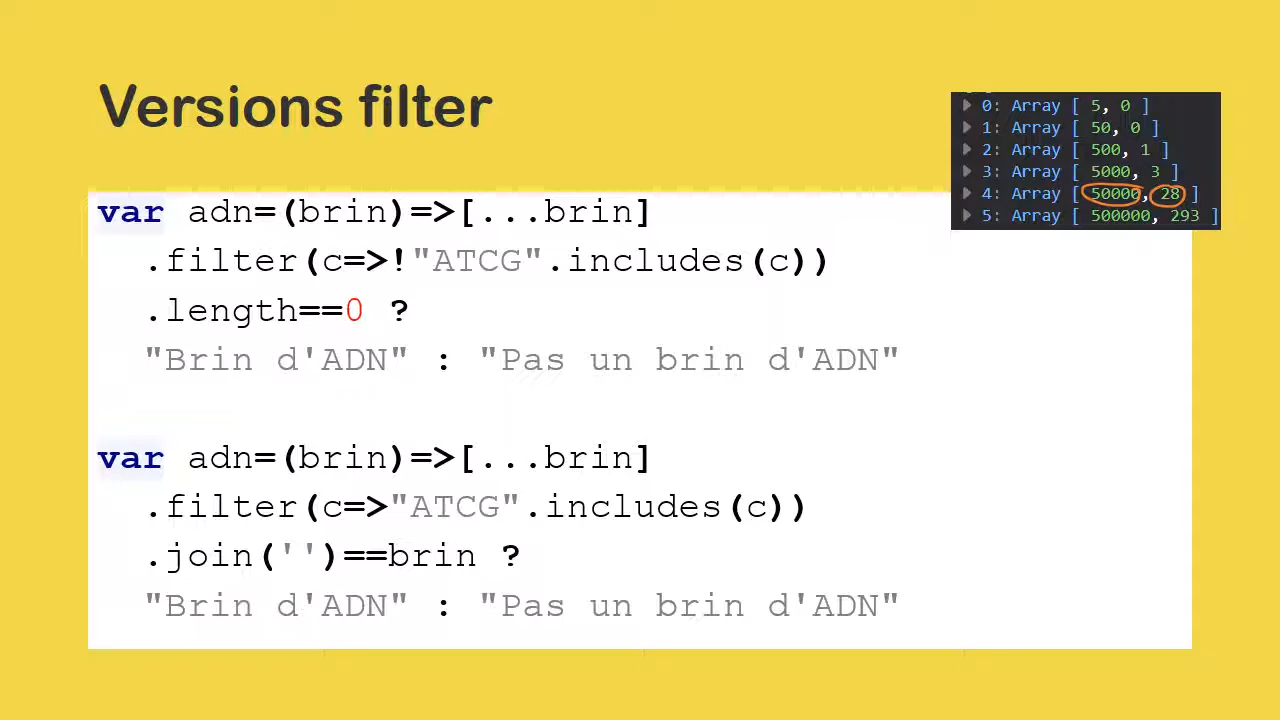 Versions filter
0: Array [ 5, 0 ]
1: Array [ 50, 0 ]
2: Array [ 500, 1 ]
3: Array [ 5000, 3 ]
4: Array [ 50000, 28 ]
5: Array [ 500000, 293 ]
var adn=(brin)=>[...brin]
.filter(c=>!"ATCG".includes(c))
.length==0 ?
"Brin d'ADN" : "Pas un brin d'ADN"
var adn=(brin)=>[...brin]
.filter(c=>"ATCG".includes(c))
.join('')==brin ?
"Brin d'ADN" : "Pas un brin d'ADN"